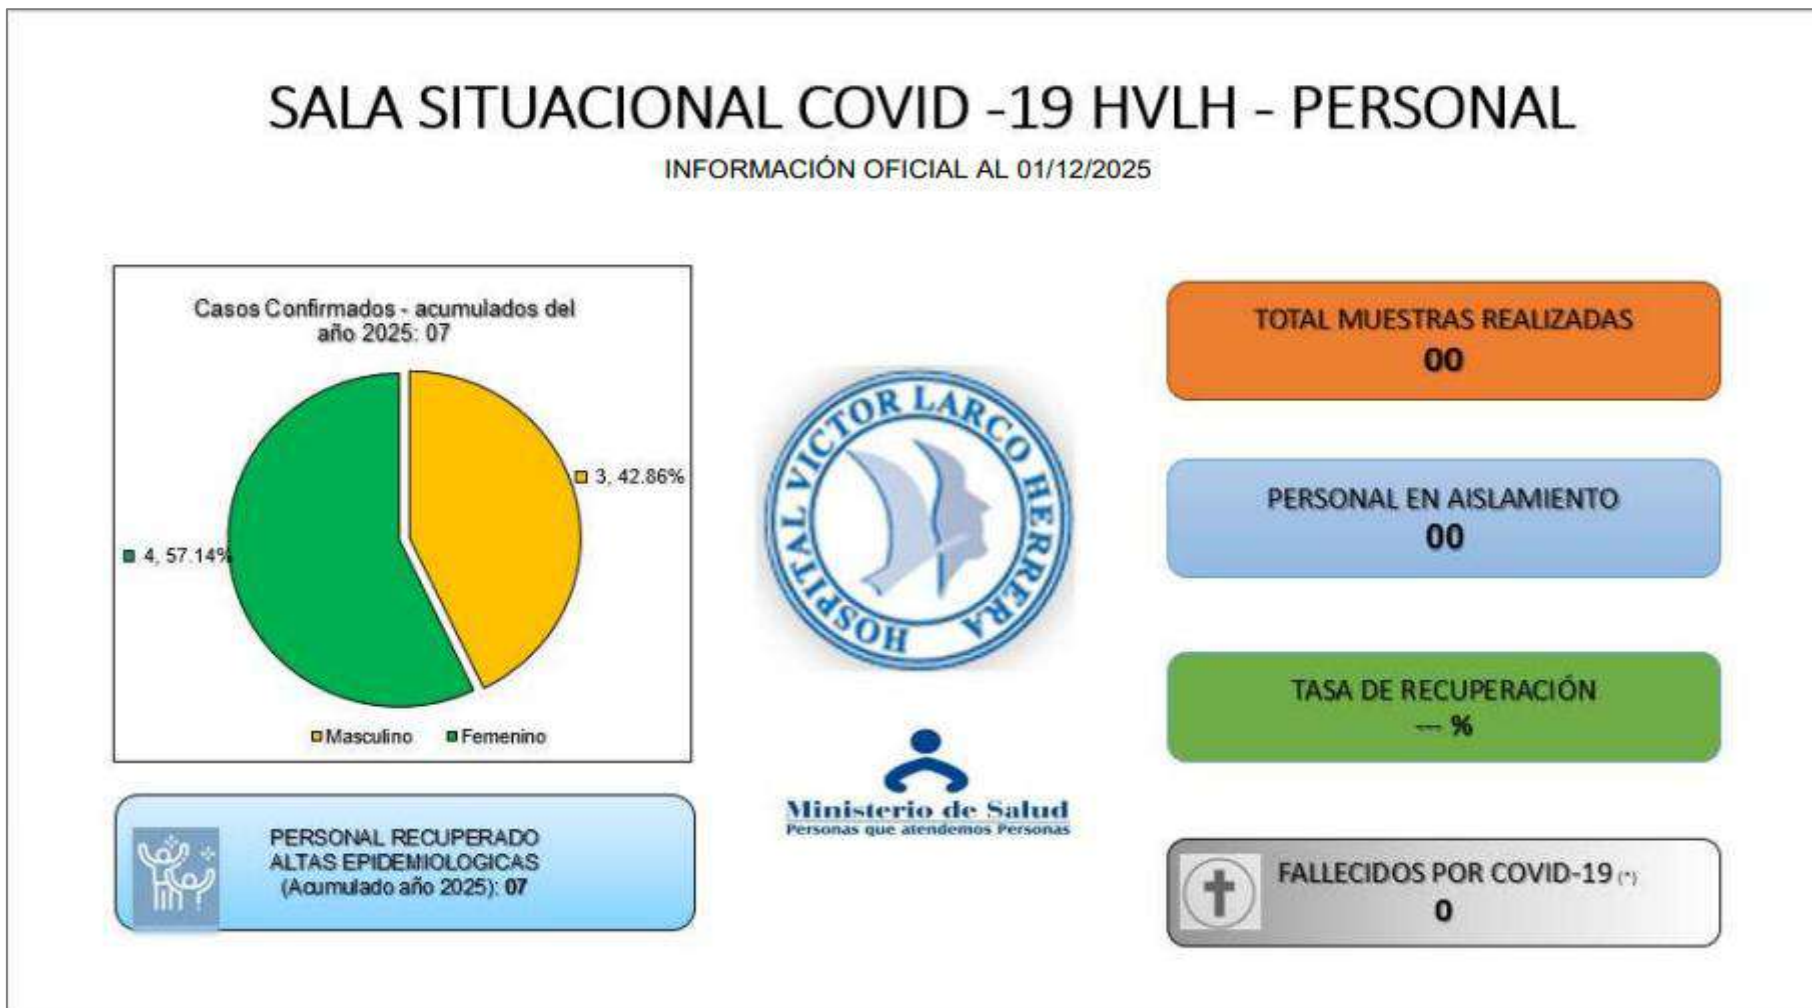 SALA SITUACIONAL COVID -19 HVLH - PERSONAL
INFORMACIÓN OFICIAL AL 01/12/2025
Casos Confirmados - acumulados del
año 2025: 07
3, 42.86%
4, 57.14%
Masculino
Femenino
PERSONAL RECUPERADO
ALTAS EPIDEMIOLOGICAS
(Acumulado año 2025): 07
HOSPITAL VICTOR LARCO HERRERA
Ministerio de Salud
Personas que atendemos Personas
TOTAL MUESTRAS REALIZADAS
00
PERSONAL EN AISLAMIENTO
00
TASA DE RECUPERACIÓN
--- %
FALLECIDOS POR COVID-19 (*)
0